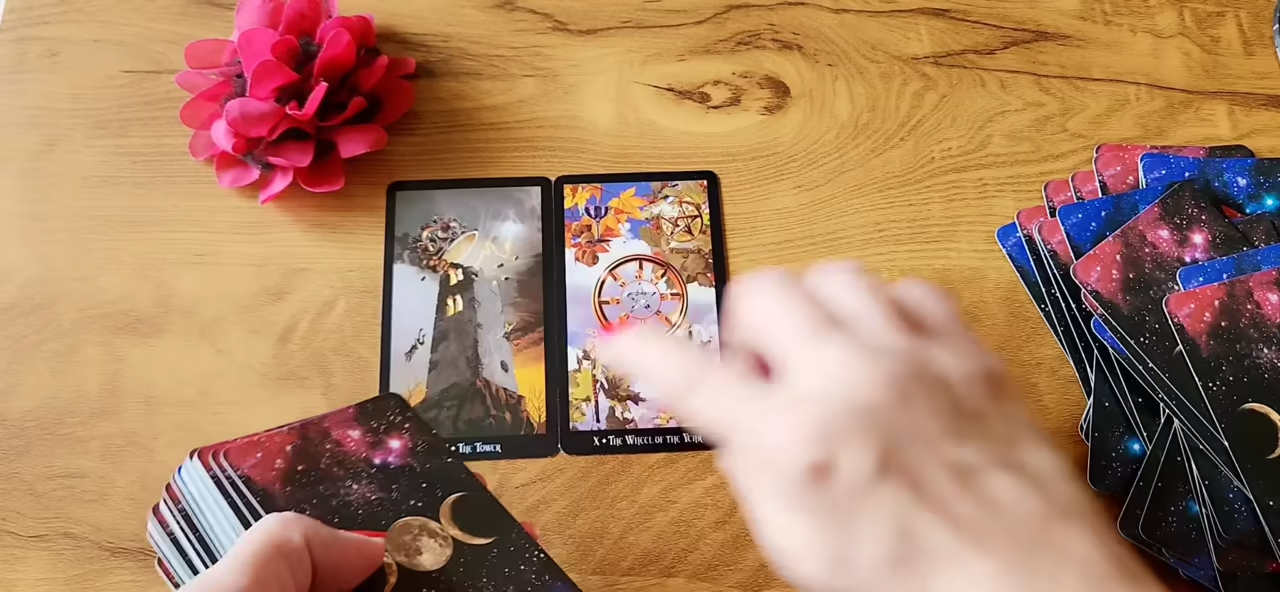 ✦ The Tower
X ✦ The Wheel of the Year